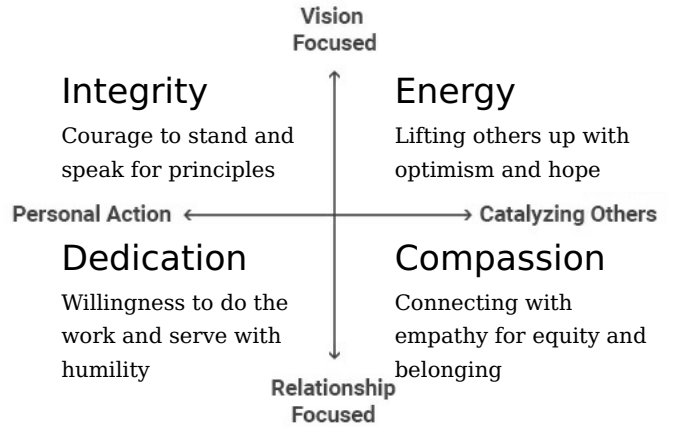 Vision
Focused
Integrity
Courage to stand and
speak for principles
Energy
Lifting others up with
optimism and hope
Personal Action
Catalyzing Others
Dedication
Willingness to do the
work and serve with
humility
Compassion
Connecting with
empathy for equity and
belonging
Relationship
Focused